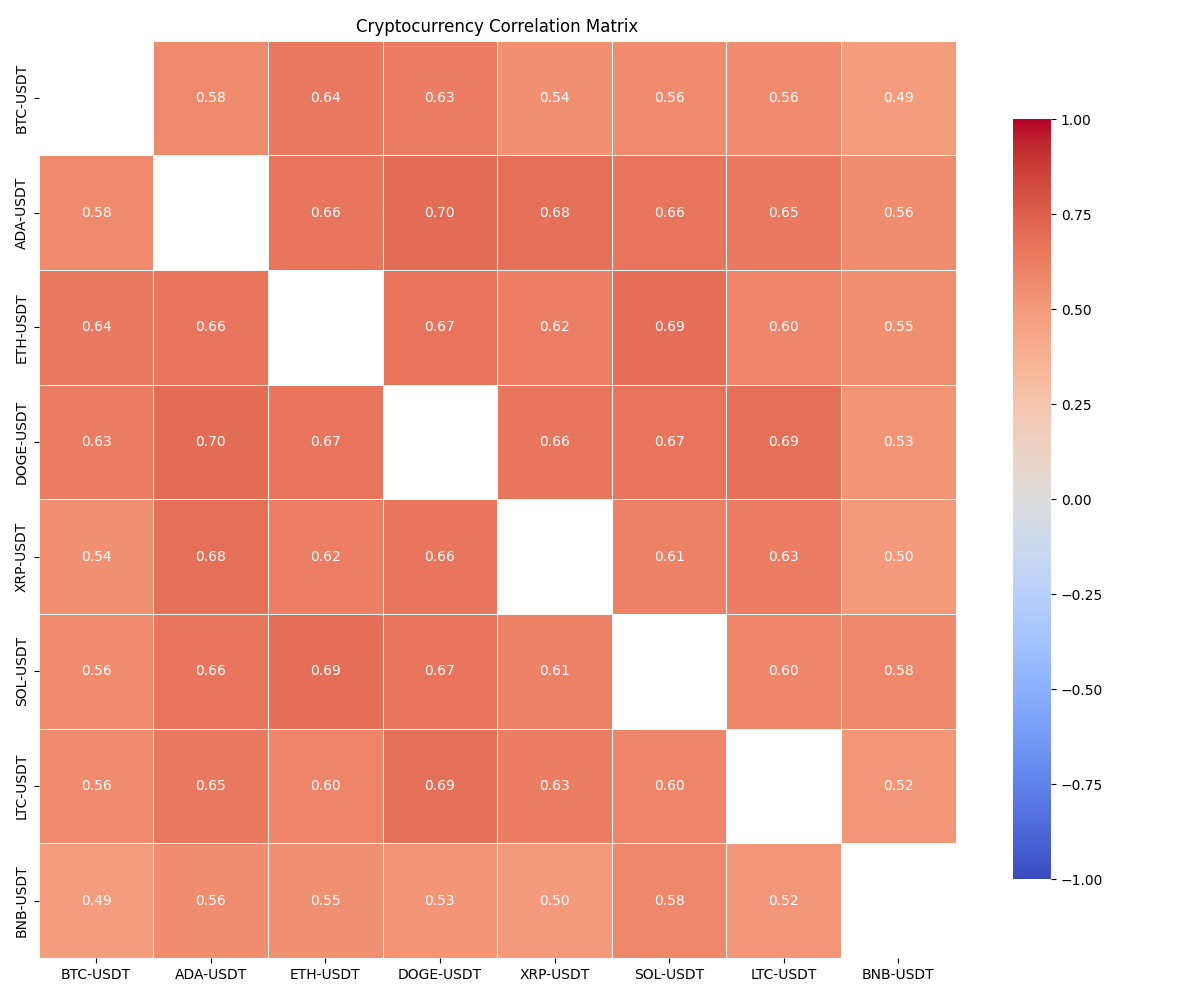 Cryptocurrency Correlation Matrix
BTC-USDT 0.58 0.64 0.63 0.54 0.56 0.56 0.49
ADA-USDT 0.58 0.66 0.70 0.68 0.66 0.65 0.56
ETH-USDT 0.64 0.66 0.67 0.62 0.69 0.60 0.55
DOGE-USDT 0.63 0.70 0.67 0.66 0.67 0.69 0.53
XRP-USDT 0.54 0.68 0.62 0.66 0.61 0.63 0.50
SOL-USDT 0.56 0.66 0.69 0.67 0.61 0.60 0.58
LTC-USDT 0.56 0.65 0.60 0.69 0.63 0.60 0.52
BNB-USDT 0.49 0.56 0.55 0.53 0.50 0.58 0.52
BTC-USDT ADA-USDT ETH-USDT DOGE-USDT XRP-USDT SOL-USDT LTC-USDT BNB-USDT
1.00
0.75
0.50
0.25
0.00
−0.25
−0.50
−0.75
−1.00